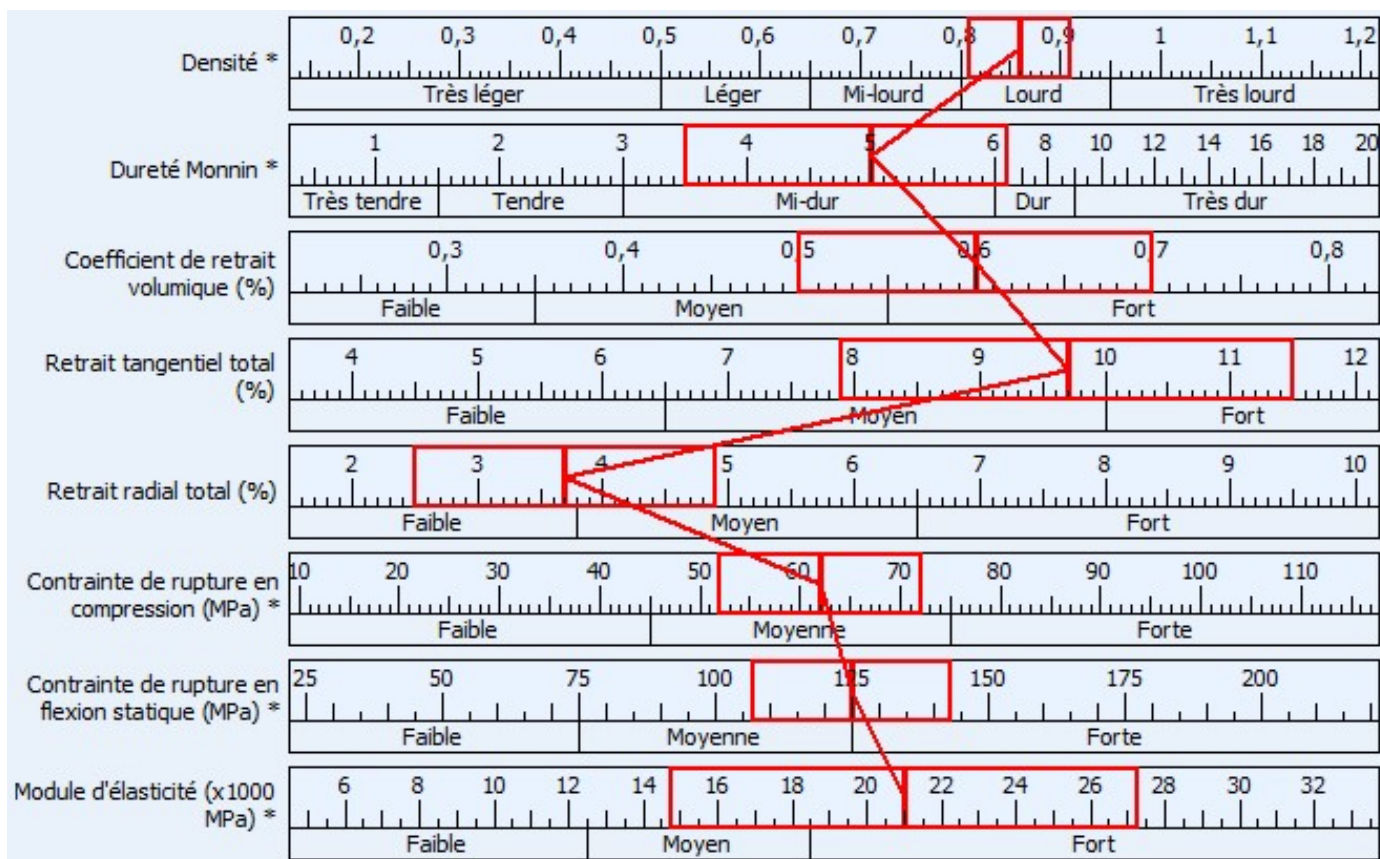 0,2 0,3 0,4 0,5 0,6 0,7 0,8 0,9 1 1,1 1,2
Densité *
Très léger Léger Mi-lourd Lourd Très lourd
1 2 3 4 5 6 8 10 12 14 16 18 20
Dureté Monnin *
Très tendre Tendre Mi-dur Dur Très dur
0,3 0,4 0,5 0,6 0,7 0,8
Coefficient de retrait
volumique (%)
Faible Moyen Fort
4 5 6 7 8 9 10 11 12
Retrait tangentiel total
(%)
Faible Moyen Fort
2 3 4 5 6 7 8 9 10
Retrait radial total (%)
Faible Moyen Fort
10 20 30 40 50 60 70 80 90 100 110
Contrainte de rupture en
compression (MPa) *
Faible Moyenne Forte
25 50 75 100 125 150 175 200
Contrainte de rupture en
flexion statique (MPa) *
Faible Moyenne Forte
6 8 10 12 14 16 18 20 22 24 26 28 30 32
Module d'élasticité (x1000
MPa) *
Faible Moyen Fort